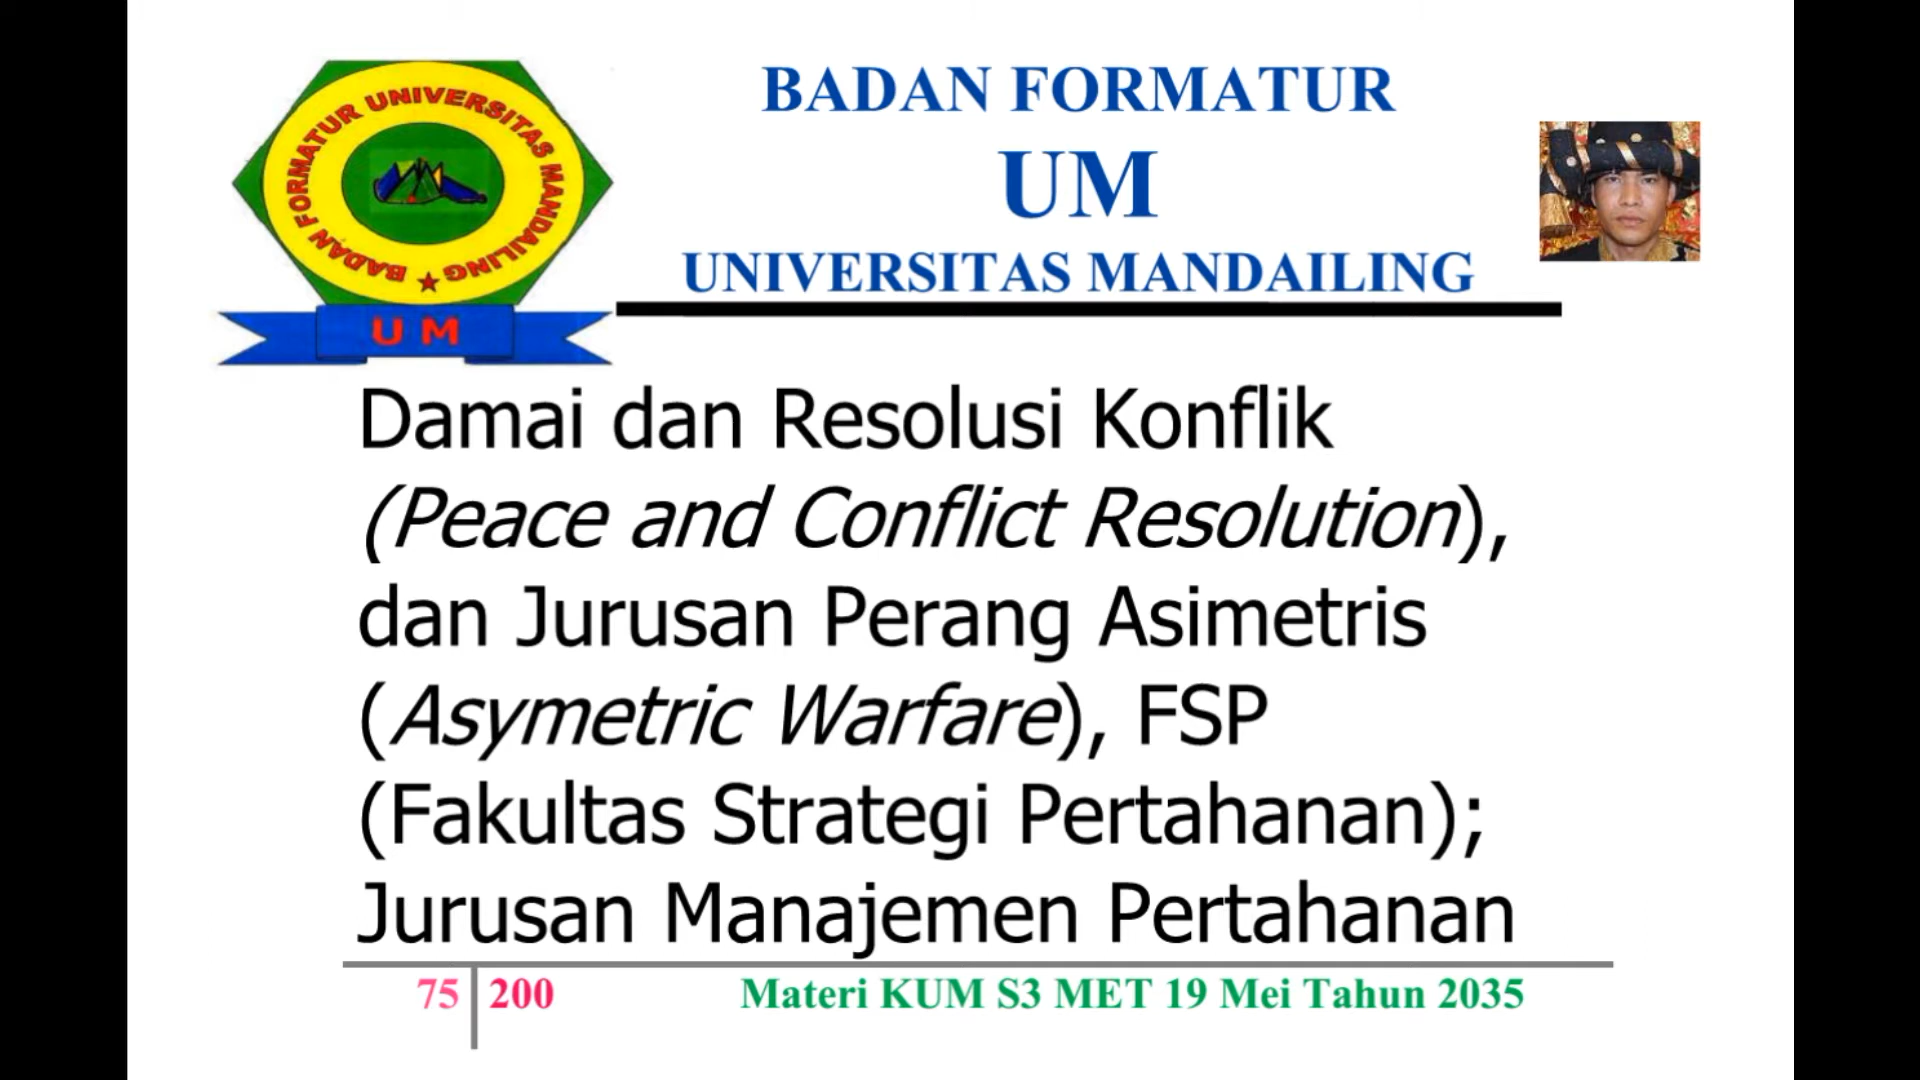 BADAN FORMATUR UNIVERSITAS MANDAILING
U M
BADAN FORMATUR
UM
UNIVERSITAS MANDAILING
Damai dan Resolusi Konflik
(Peace and Conflict Resolution),
dan Jurusan Perang Asimetris
(Asymetric Warfare), FSP
(Fakultas Strategi Pertahanan);
Jurusan Manajemen Pertahanan
75 200 Materi KUM S3 MET 19 Mei Tahun 2035